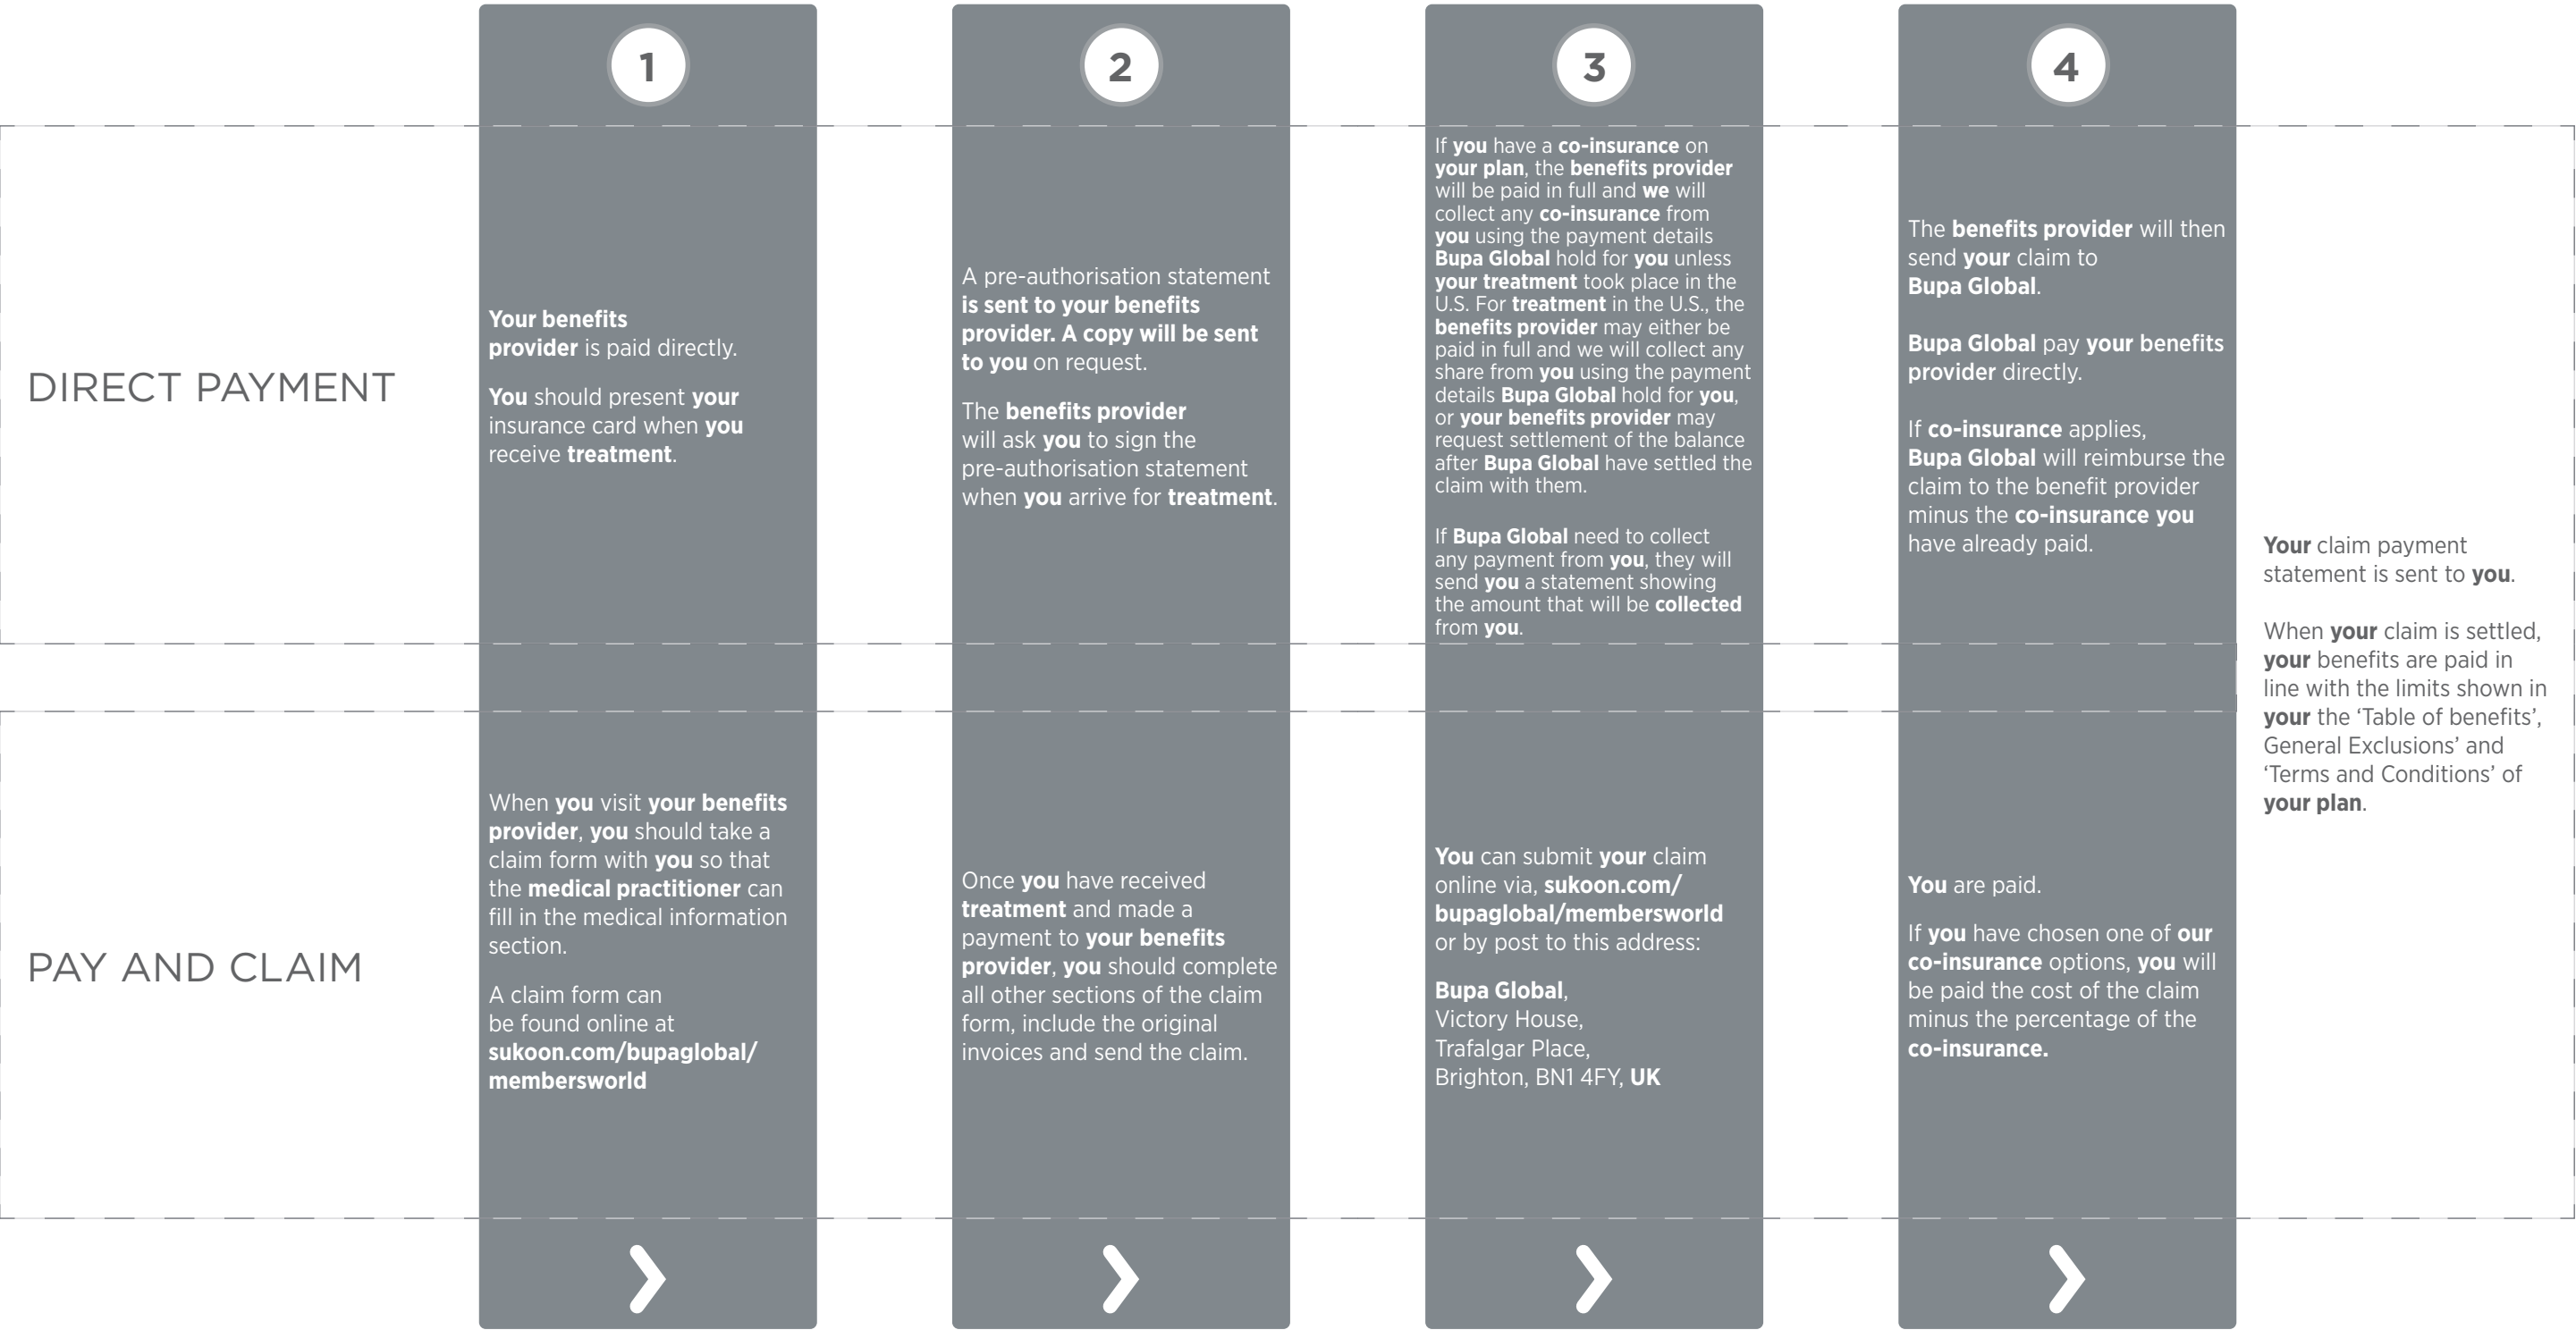 1
2
3
4
DIRECT PAYMENT
Your benefits
provider is paid directly.
You should present your
insurance card when you
receive treatment.
A pre-authorisation statement
is sent to your benefits
provider. A copy will be sent
to you on request.
The benefits provider
will ask you to sign the
pre-authorisation statement
when you arrive for treatment.
If you have a co-insurance on
your plan, the benefits provider
will be paid in full and we will
collect any co-insurance from
you using the payment details
Bupa Global hold for you unless
your treatment took place in the
U.S. For treatment in the U.S., the
benefits provider may either be
paid in full and we will collect any
share from you using the payment
details Bupa Global hold for you,
or your benefits provider may
request settlement of the balance
after Bupa Global have settled the
claim with them.
If Bupa Global need to collect
any payment from you, they will
send you a statement showing
the amount that will be collected
from you.
The benefits provider will then
send your claim to
Bupa Global.
Bupa Global pay your benefits
provider directly.
If co-insurance applies,
Bupa Global will reimburse the
claim to the benefit provider
minus the co-insurance you
have already paid.
PAY AND CLAIM
When you visit your benefits
provider, you should take a
claim form with you so that
the medical practitioner can
fill in the medical information
section.
A claim form can
be found online at
sukoon.com/bupaglobal/
membersworld
Once you have received
treatment and made a
payment to your benefits
provider, you should complete
all other sections of the claim
form, include the original
invoices and send the claim.
You can submit your claim
online via, sukoon.com/
bupaglobal/membersworld
or by post to this address:
Bupa Global,
Victory House,
Trafalgar Place,
Brighton, BN1 4FY, UK
You are paid.
If you have chosen one of our
co-insurance options, you will
be paid the cost of the claim
minus the percentage of the
co-insurance.
Your claim payment
statement is sent to you.
When your claim is settled,
your benefits are paid in
line with the limits shown in
your the ‘Table of benefits’,
General Exclusions’ and
‘Terms and Conditions’ of
your plan.